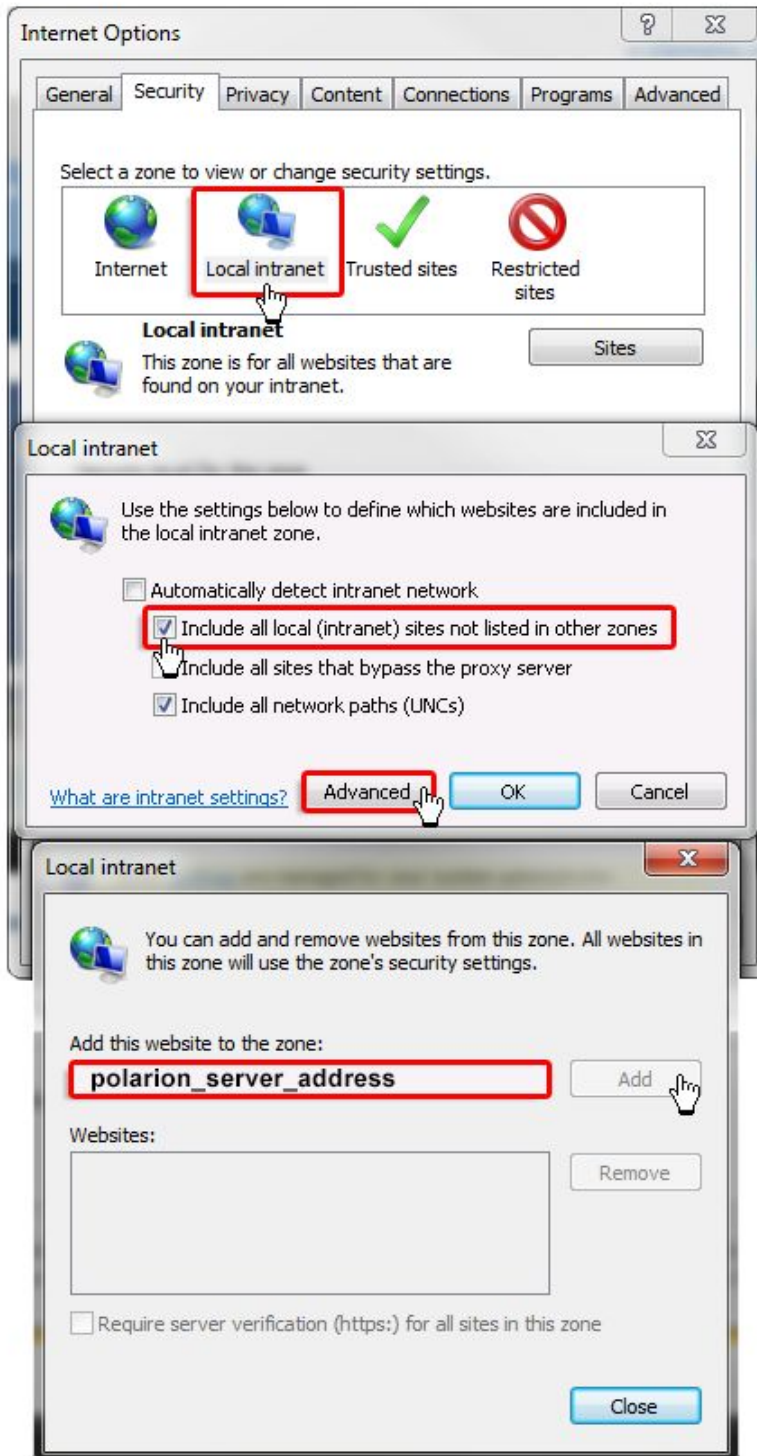 Internet Options
General Security Privacy Content Connections Programs Advanced
Select a zone to view or change security settings.
Internet Local intranet Trusted sites Restricted
sites
Local intranet
Sites
This zone is for all websites that are
found on your intranet.
Local intranet
Use the settings below to define which websites are included in
the local intranet zone.
Automatically detect intranet network
Include all local (intranet) sites not listed in other zones
Include all sites that bypass the proxy server
Include all network paths (UNCs)
What are intranet settings? Advanced OK Cancel
Local intranet
You can add and remove websites from this zone. All websites in
this zone will use the zone's security settings.
Add this website to the zone:
polarion_server_address Add
Websites:
Remove
Require server verification (https:) for all sites in this zone
Close